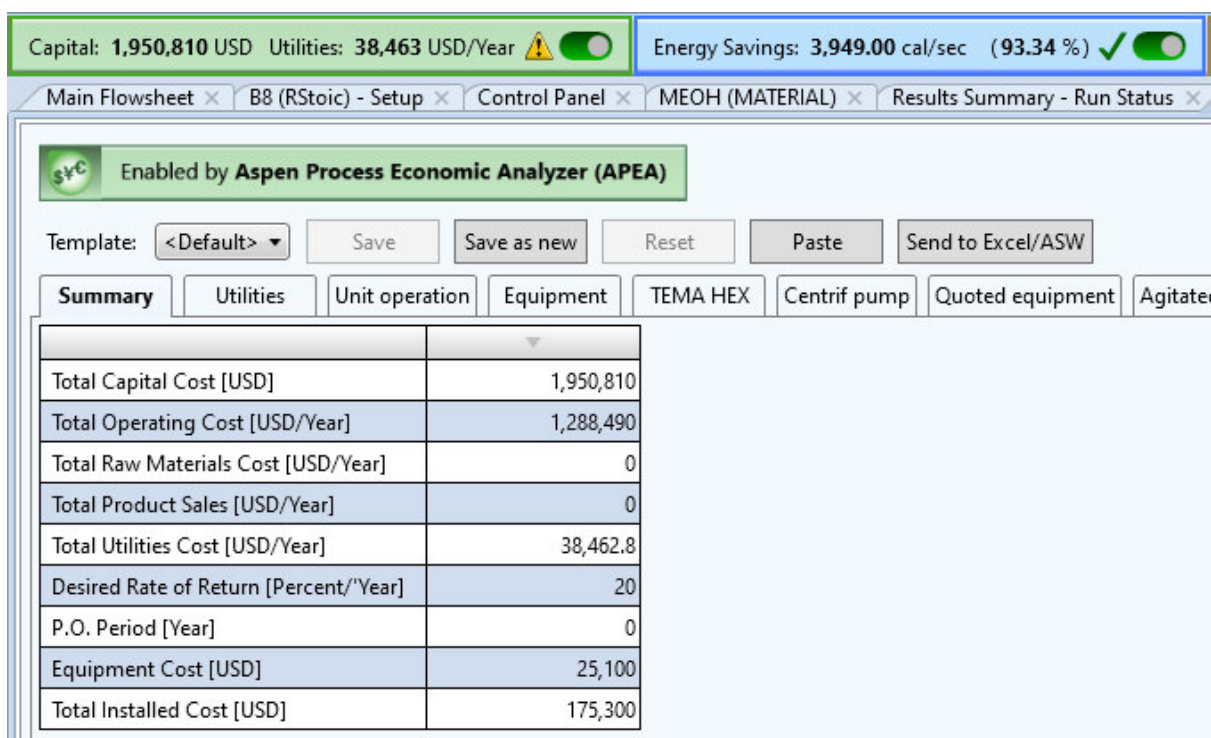 Capital: 1,950,810 USD Utilities: 38,463 USD/Year
Energy Savings: 3,949.00 cal/sec (93.34 %)
Main Flowsheet × B8 (RStoic) - Setup × Control Panel × MEOH (MATERIAL) × Results Summary - Run Status ×
$¥€ Enabled by Aspen Process Economic Analyzer (APEA)
Template: <Default> Save Save as new Reset Paste Send to Excel/ASW
Summary Utilities Unit operation Equipment TEMA HEX Centrif pump Quoted equipment Agitate
Total Capital Cost [USD] 1,950,810
Total Operating Cost [USD/Year] 1,288,490
Total Raw Materials Cost [USD/Year] 0
Total Product Sales [USD/Year] 0
Total Utilities Cost [USD/Year] 38,462.8
Desired Rate of Return [Percent/'Year] 20
P.O. Period [Year] 0
Equipment Cost [USD] 25,100
Total Installed Cost [USD] 175,300